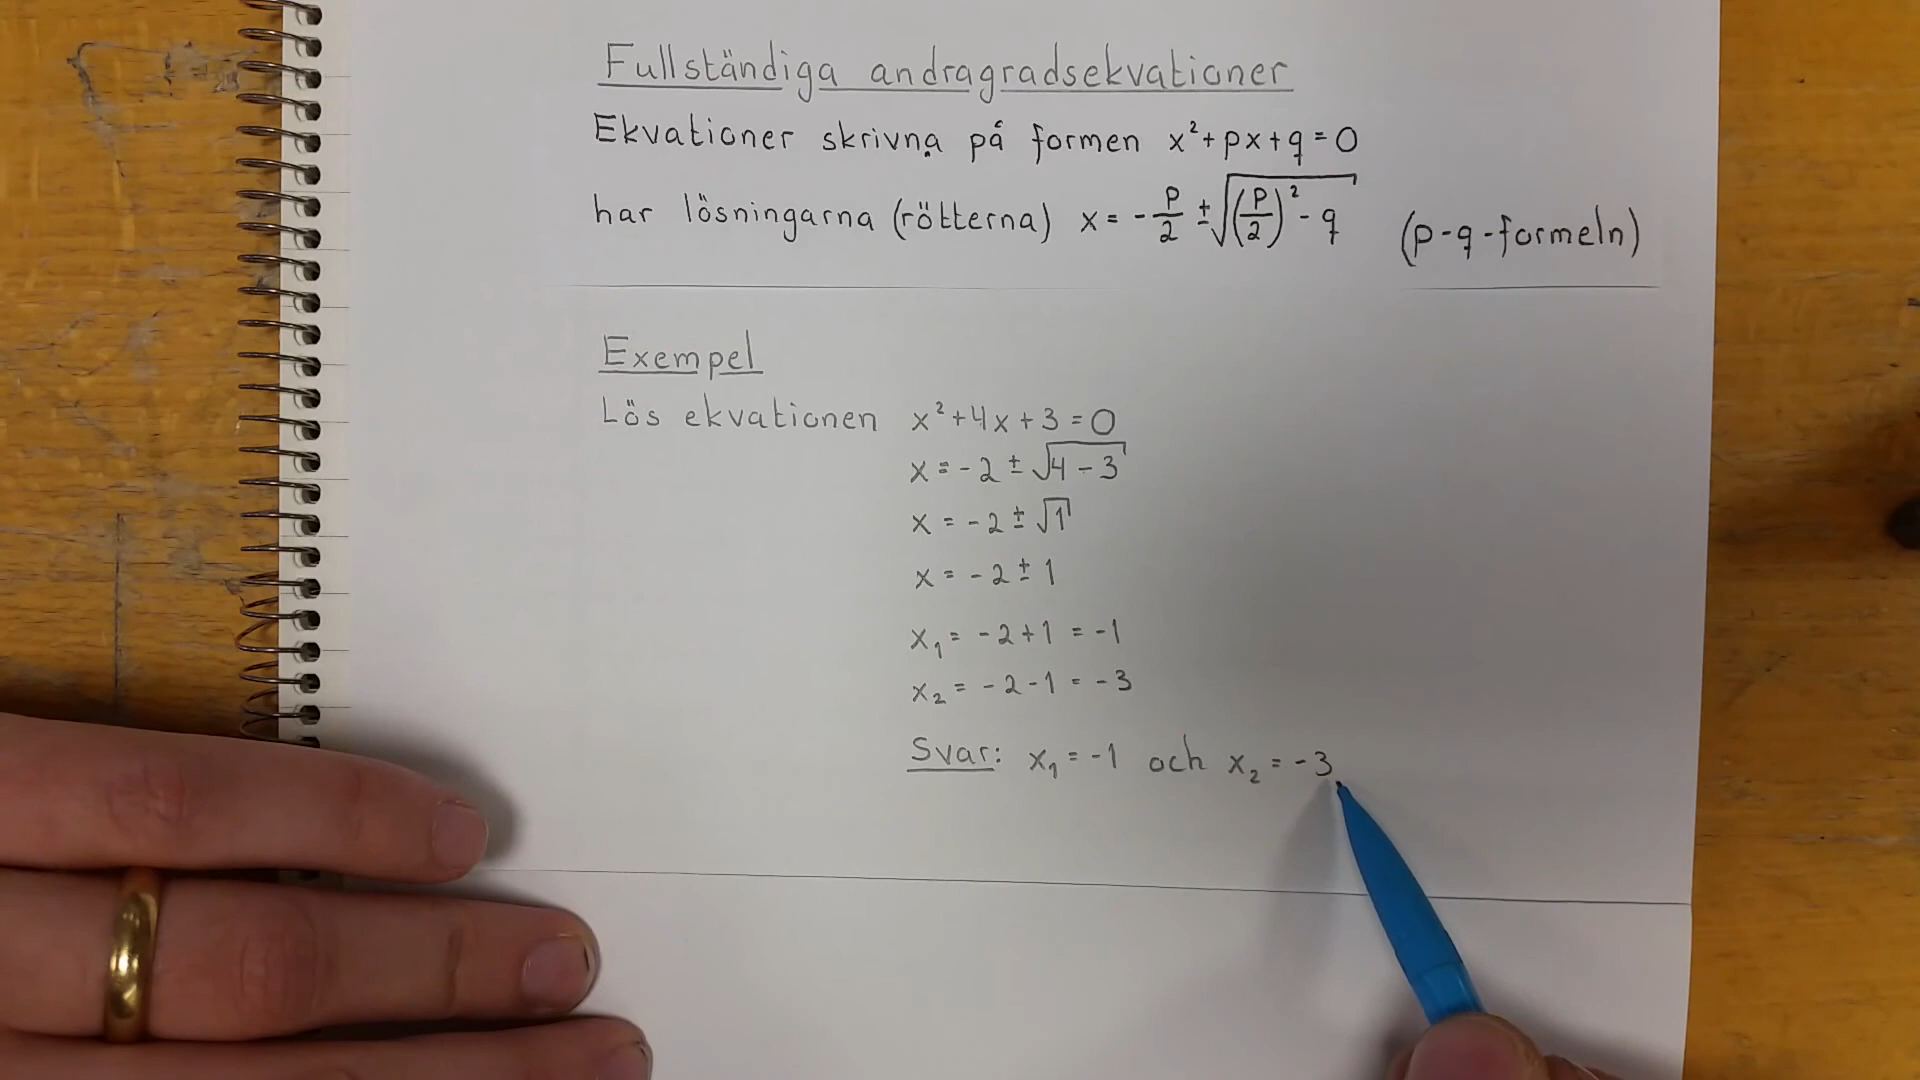 Fullständiga andragradsekvationer
Ekvationer skrivna på formen x²+px+q=0
har lösningarna (rötterna) x = -p/2 ± √((p/2)² - q) (p-q-formeln)
Exempel
Lös ekvationen x²+4x+3=0
x = -2 ± √(4-3)
x = -2 ± √1
x = -2 ± 1
x₁ = -2+1 = -1
x₂ = -2-1 = -3
Svar: x₁ = -1 och x₂ = -3